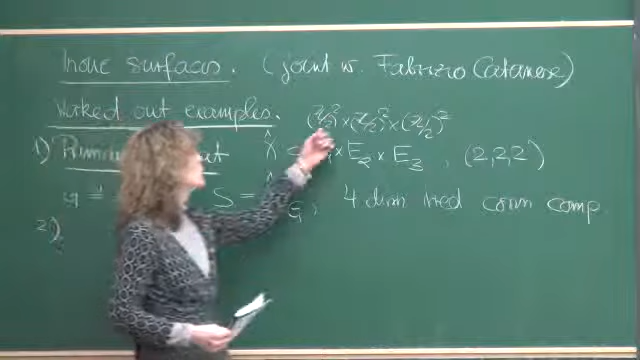 Inoue surfaces. (joint w. Fabrizio Catanese)
Worked out examples. (ℤ/2)² × (ℤ/2)² × (ℤ/2)²
1) X̂ ⊂ × E₂ × E₃, (2,2,2)
S = G, 4 dim irred conn comp.
2)